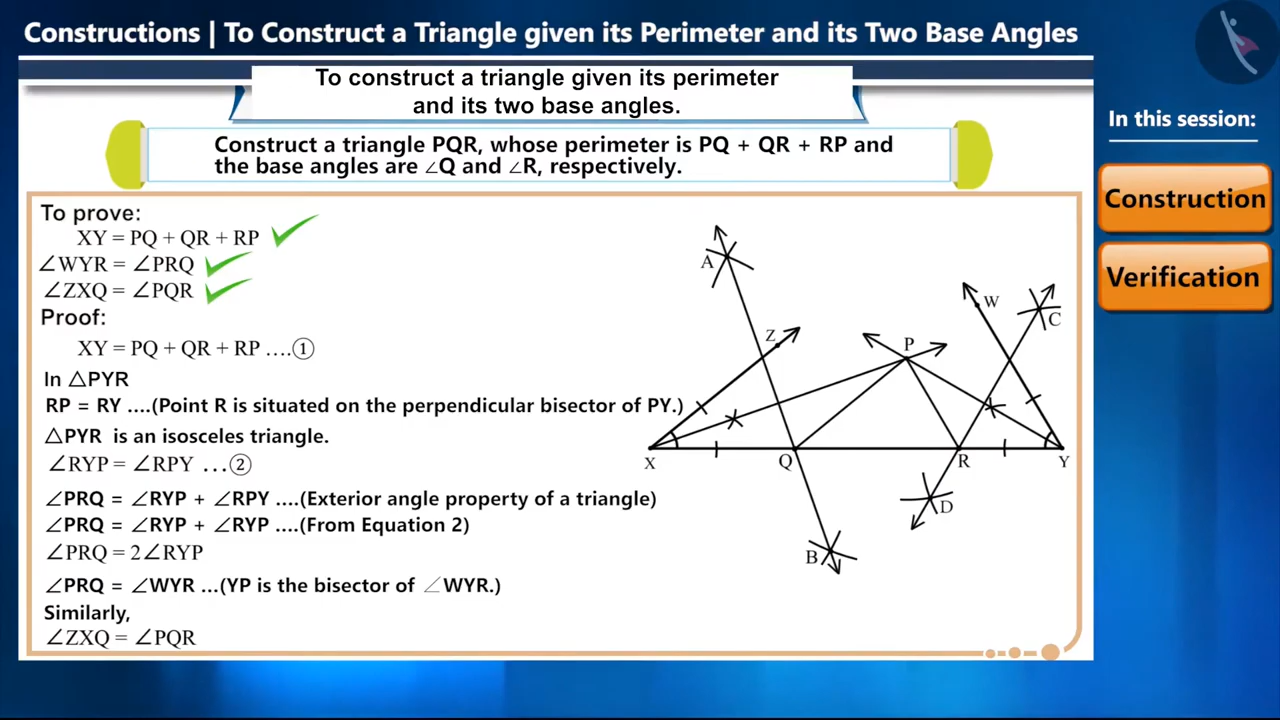 Constructions | To Construct a Triangle given its Perimeter and its Two Base Angles
To construct a triangle given its perimeter
and its two base angles.
In this session:
Construct a triangle PQR, whose perimeter is PQ + QR + RP and
the base angles are ∠Q and ∠R, respectively.
Construction
Verification
To prove:
XY = PQ + QR + RP
∠WYR = ∠PRQ
∠ZXQ = ∠PQR
Proof:
XY = PQ + QR + RP ....①
In △PYR
RP = RY ....(Point R is situated on the perpendicular bisector of PY.)
△PYR is an isosceles triangle.
∠RYP = ∠RPY ...②
∠PRQ = ∠RYP + ∠RPY ....(Exterior angle property of a triangle)
∠PRQ = ∠RYP + ∠RYP ....(From Equation 2)
∠PRQ = 2∠RYP
∠PRQ = ∠WYR ...(YP is the bisector of ∠WYR.)
Similarly,
∠ZXQ = ∠PQR
A
Z
P
W
C
X
Q
R
Y
D
B